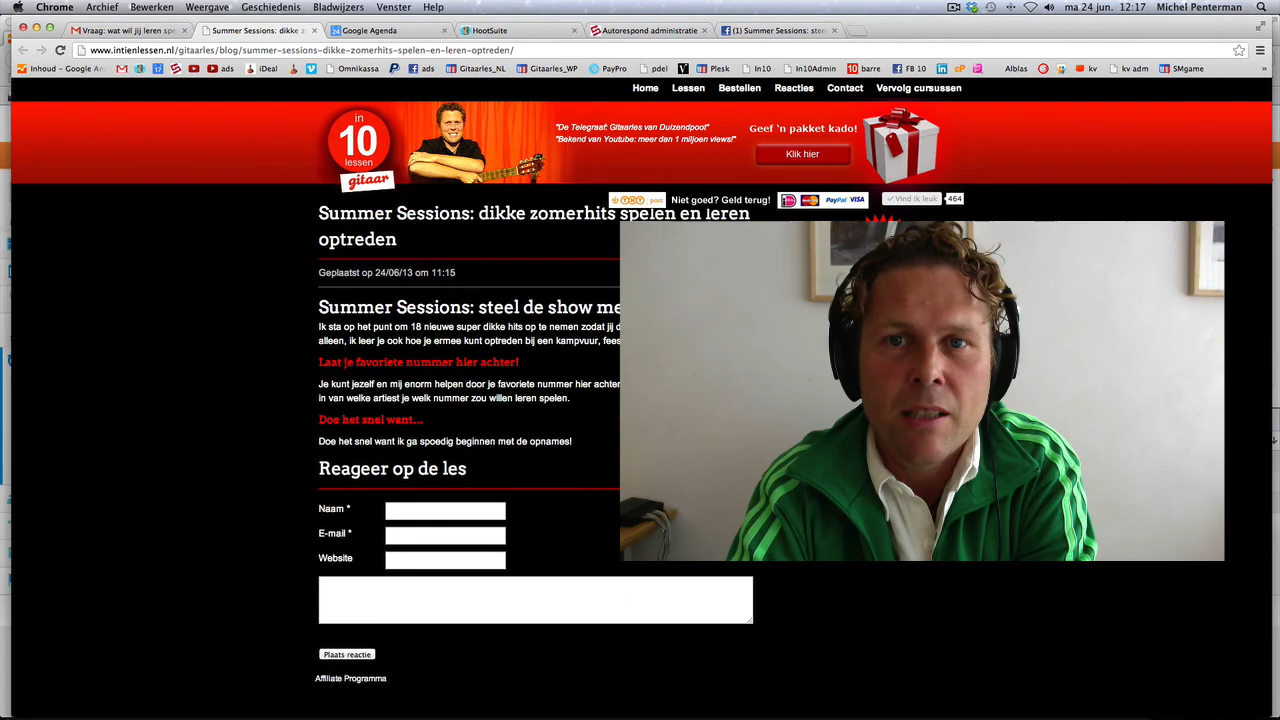 Chrome Archief Bewerken Weergave Geschiedenis Bladwijzers Venster Help ma 24 jun. 12:17 Michel Penterman
Vraag: wat wil jij leren spe Summer Sessions: dikke z Google Agenda HootSuite Autorespond administratie (1) Summer Sessions: stee
www.intienlessen.nl/gitaarles/blog/summer-sessions-dikke-zomerhits-spelen-en-leren-optreden/
Inhoud – Google An ads iDeal Omnikassa ads Gitaarles_NL Gitaarles_WP PayPro pdel Plesk In10 In10Admin barre FB 10 Alblas kv kv adm SMgame
Home Lessen Bestellen Reacties Contact Vervolg cursussen
in
10
lessen
gitaar
"De Telegraaf: Gitaarles van Duizendpoot"
"Bekend van Youtube: meer dan 1 miljoen views!"
Geef 'n pakket kado!
Klik hier
TNT post Niet goed? Geld terug! PayPal VISA Vind ik leuk 464
Summer Sessions: dikke zomerhits spelen en leren
optreden
Geplaatst op 24/06/13 om 11:15
Summer Sessions: steel de show me
Ik sta op het punt om 18 nieuwe super dikke hits op te nemen zodat jij d
alleen, ik leer je ook hoe je ermee kunt optreden bij een kampvuur, fees
Laat je favoriete nummer hier achter!
Je kunt jezelf en mij enorm helpen door je favoriete nummer hier achter
in van welke artiest je welk nummer zou willen leren spelen.
Doe het snel want...
Doe het snel want ik ga spoedig beginnen met de opnames!
Reageer op de les
Naam *
E-mail *
Website
Plaats reactie
Affiliate Programma